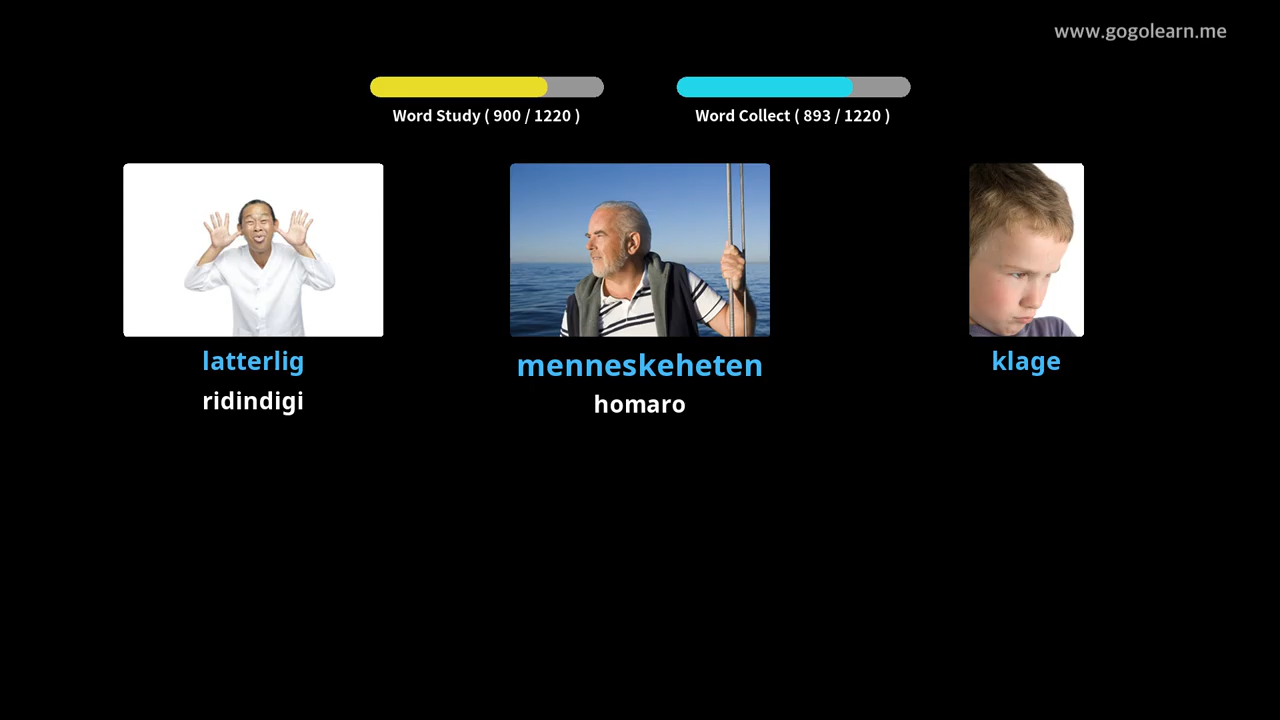 www.gogolearn.me
Word Study ( 900 / 1220 )
Word Collect ( 893 / 1220 )
latterlig
ridindigi
menneskeheten
homaro
klage